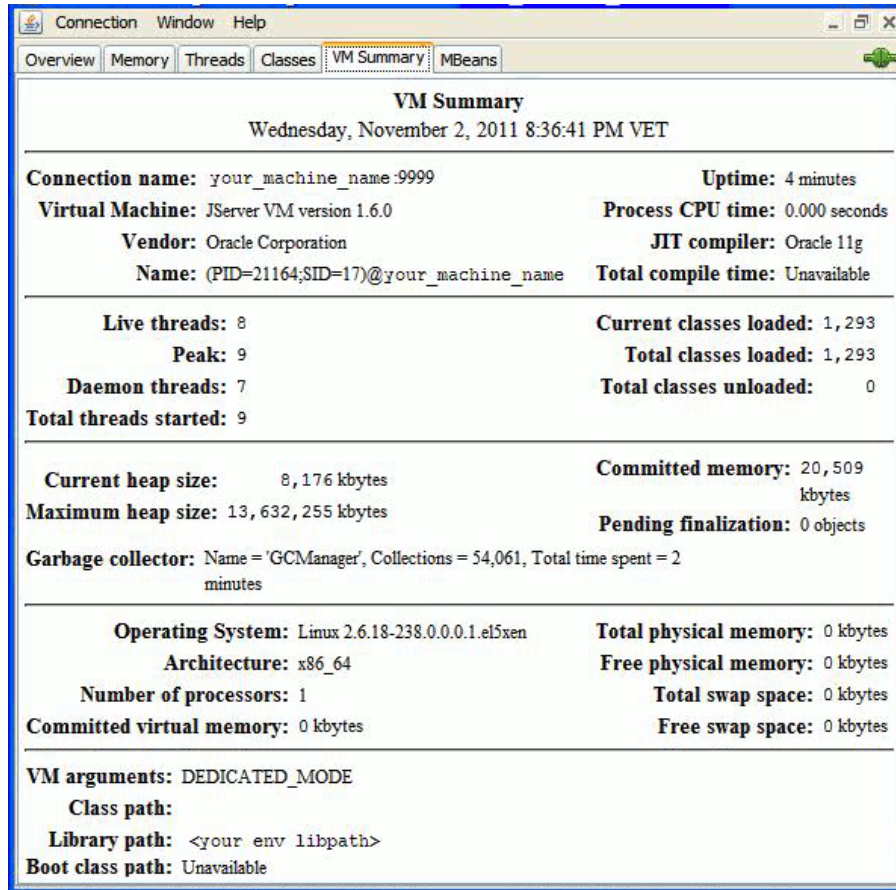 Connection Window Help
Overview Memory Threads Classes VM Summary MBeans
VM Summary
Wednesday, November 2, 2011 8:36:41 PM VET
Connection name: your_machine_name:9999
Uptime: 4 minutes
Virtual Machine: JServer VM version 1.6.0
Process CPU time: 0.000 seconds
Vendor: Oracle Corporation
JIT compiler: Oracle 11g
Name: (PID=21164;SID=17)@your_machine_name
Total compile time: Unavailable
Live threads: 8
Current classes loaded: 1,293
Peak: 9
Total classes loaded: 1,293
Daemon threads: 7
Total classes unloaded: 0
Total threads started: 9
Current heap size: 8,176 kbytes
Committed memory: 20,509
kbytes
Maximum heap size: 13,632,255 kbytes
Pending finalization: 0 objects
Garbage collector: Name = 'GCManager', Collections = 54,061, Total time spent = 2
minutes
Operating System: Linux 2.6.18-238.0.0.0.1.el5xen
Total physical memory: 0 kbytes
Architecture: x86_64
Free physical memory: 0 kbytes
Number of processors: 1
Total swap space: 0 kbytes
Committed virtual memory: 0 kbytes
Free swap space: 0 kbytes
VM arguments: DEDICATED_MODE
Class path:
Library path: <your env libpath>
Boot class path: Unavailable